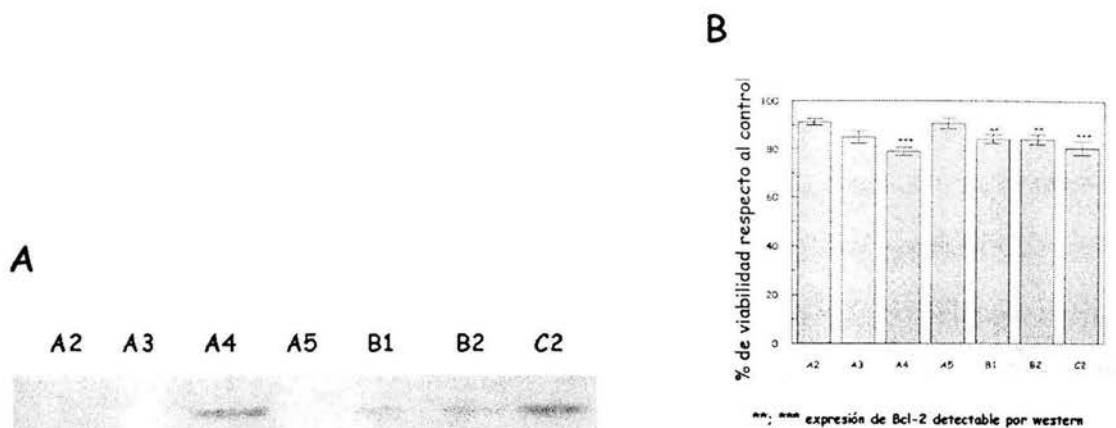 B
% de viabilidad respecto al control
100
80
60
40
20
0
***
**
**
***
A2 A3 A4 A5 B1 B2 C2
**; *** expresión de Bcl-2 detectable por western
A
A2 A3 A4 A5 B1 B2 C2